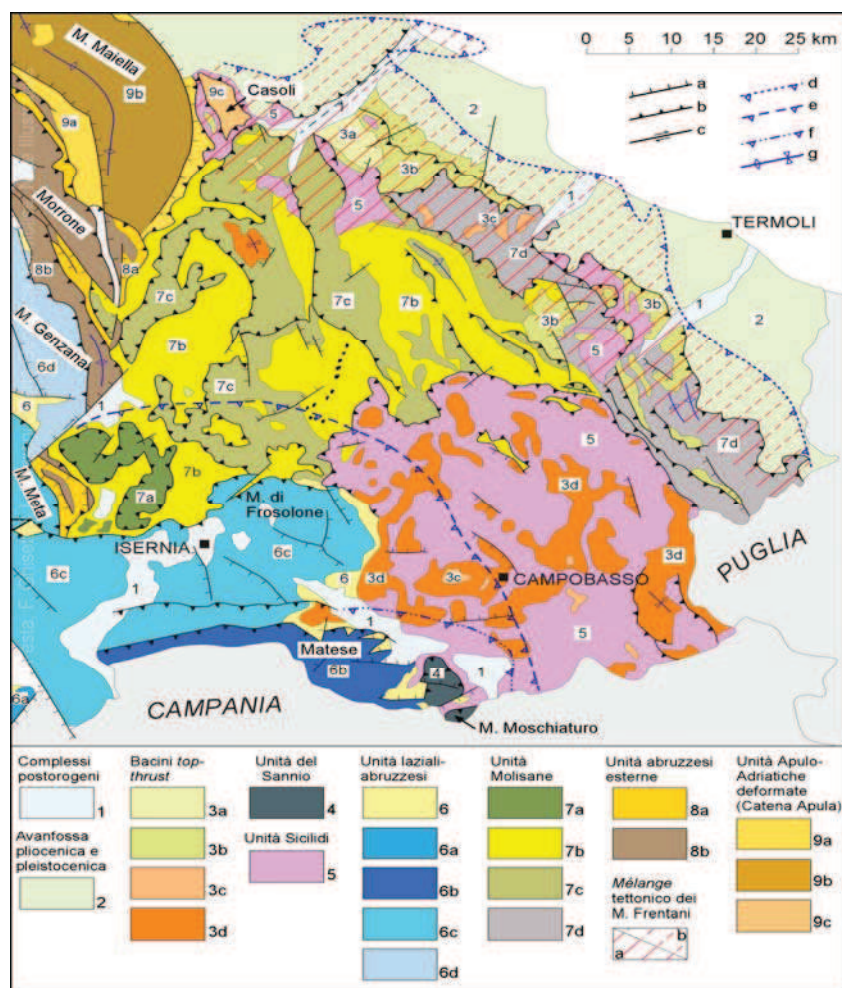 M. Maiella
9b
9c
Casoli
0 5 10 15 20 25 km
a
b
c
d
e
f
g
9a
5
2
3a
3b
Morrone
5
3c
1
TERMOLI
8b
8a
7c
7d
7c
7b
3b
3b
1
2
M. Genzana
7b
5
6d
7c
6
1
5
7d
M. Meta
7b
7a
M. di
Frosolone
3d
ISERNIA
6c
6c
PUGLIA
3d
1
6
3d
3c
CAMPOBASSO
1
5
Matese
6b
4
1
6a
CAMPANIA
M. Moschiaturo
Complessi
postorogeni
1
Avanfossa
pliocenica e
pleistocenica
2
Bacini top-
thrust
3a
3b
3c
3d
Unità del
Sannio
4
Unità Sicilidi
5
Unità laziali-
abruzzesi
6
6a
6b
6c
6d
Unità
Molisane
7a
7b
7c
7d
Unità abruzzesi
esterne
8a
8b
Mélange
tettonico dei
M. Frentani
a
b
Unità Apulo-
Adriatiche
deformate
(Catena Apula)
9a
9b
9c